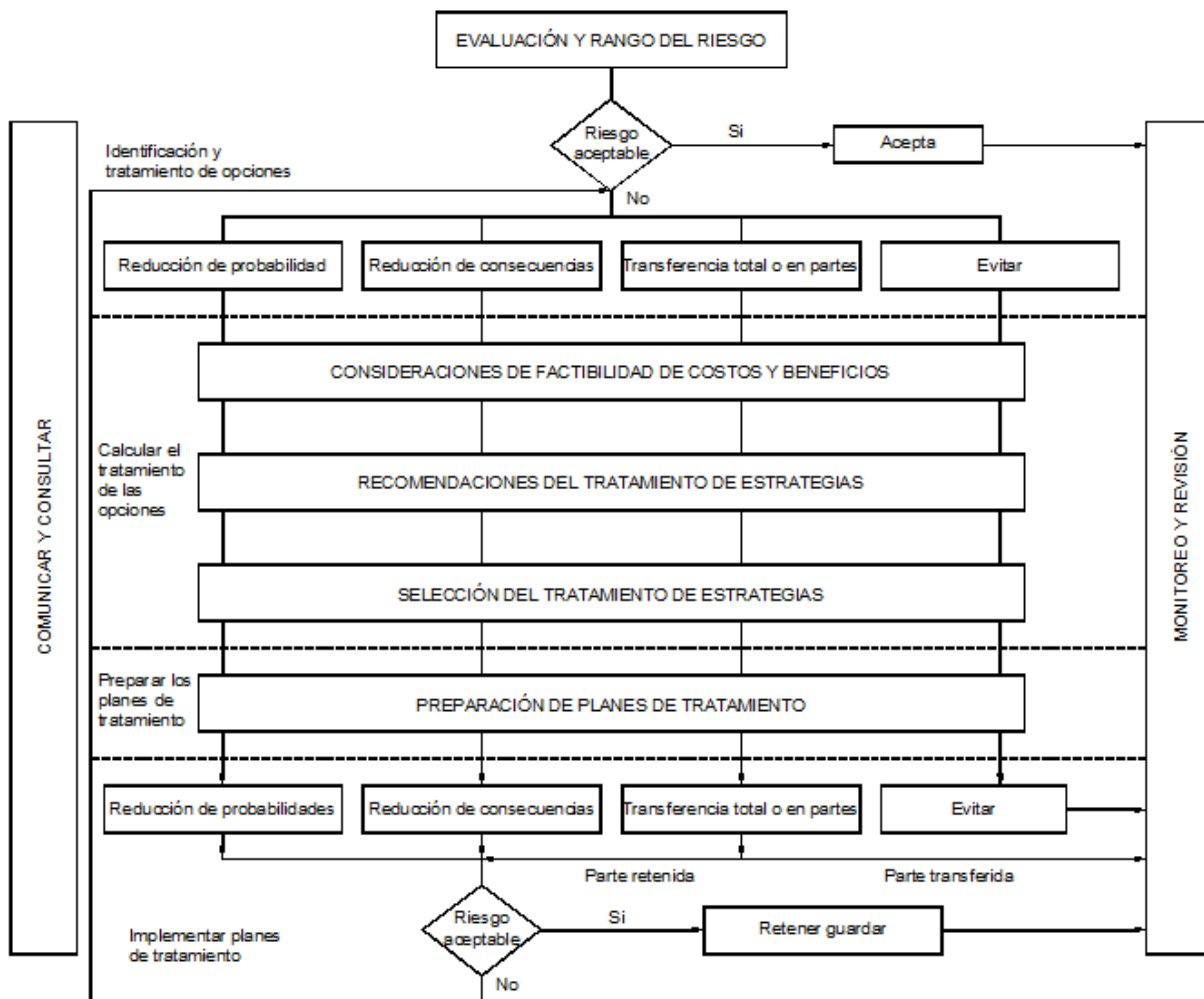 EVALUACIÓN Y RANGO DEL RIESGO
Riesgo
aceptable
Si
Acepta
Identificación y
tratamiento de opciones
No
Reducción de probabilidad
Reducción de consecuencias
Transferencia total o en partes
Evitar
CONSIDERACIONES DE FACTIBILIDAD DE COSTOS Y BENEFICIOS
COMUNICAR Y CONSULTAR
Calcular el
tratamiento
de las
opciones
RECOMENDACIONES DEL TRATAMIENTO DE ESTRATEGIAS
MONITOREO Y REVISIÓN
SELECCIÓN DEL TRATAMIENTO DE ESTRATEGIAS
Preparar los
planes de
tratamiento
PREPARACIÓN DE PLANES DE TRATAMIENTO
Reducción de probabilidades
Reducción de consecuencias
Transferencia total o en partes
Evitar
Parte retenida
Parte transferida
Implementar planes
de tratamiento
Riesgo
aceptable
Si
Retener guardar
No